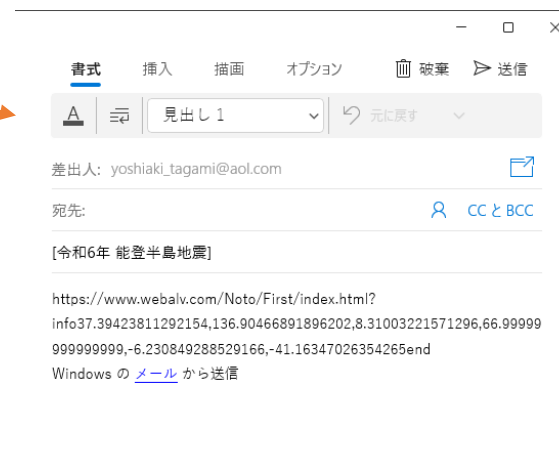 書式 挿入 描画 オプション 破棄 送信
A 見出し 1 元に戻す
差出人: yoshiaki_tagami@aol.com
宛先: CC と BCC
[令和6年 能登半島地震]
https://www.webalv.com/Noto/First/index.html?
info37.39423811292154,136.90466891896202,8.31003221571296,66.99999
999999999,-6.230849288529166,-41.16347026354265end
Windows の メール から送信